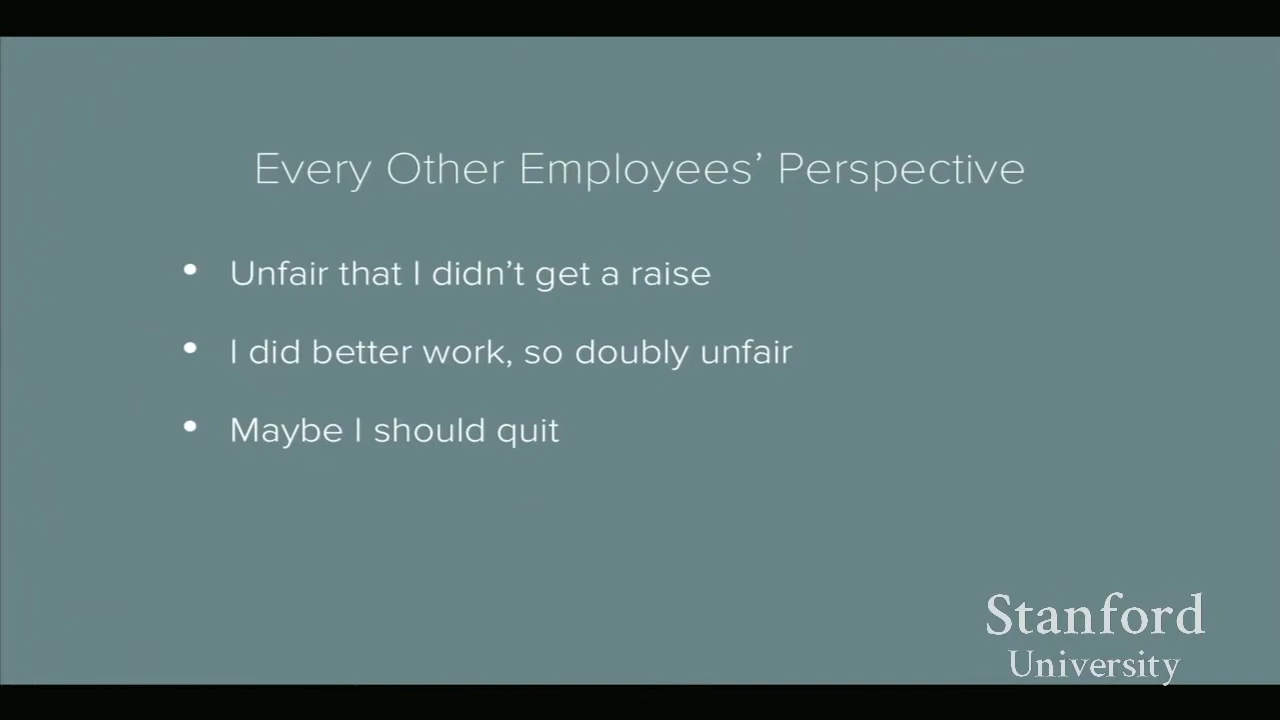 Every Other Employees’ Perspective
• Unfair that I didn’t get a raise
• I did better work, so doubly unfair
• Maybe I should quit
Stanford
University